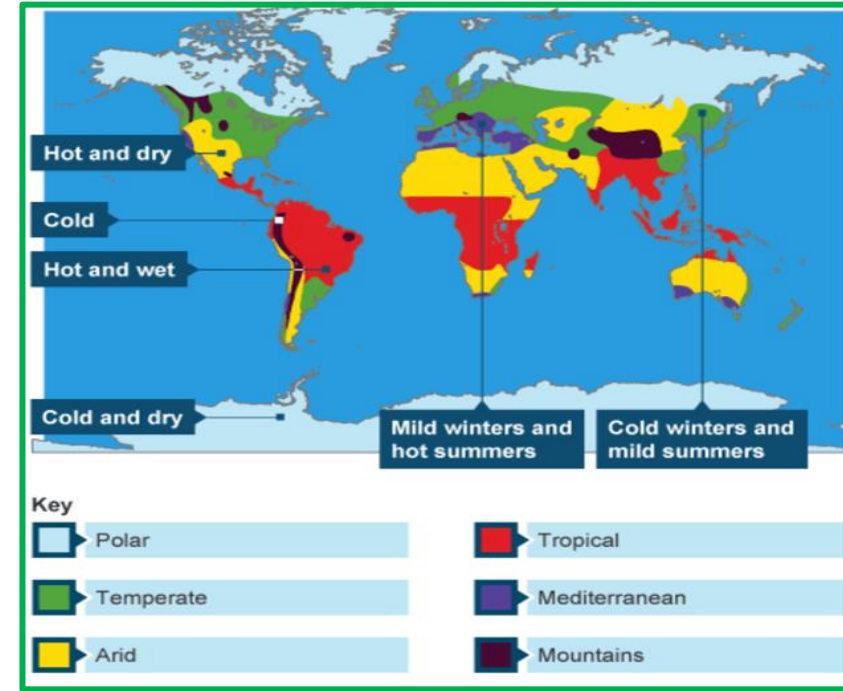 Hot and dry
Cold
Hot and wet
Cold and dry
Mild winters and
hot summers
Cold winters and
mild summers
Key
Polar
Tropical
Temperate
Mediterranean
Arid
Mountains